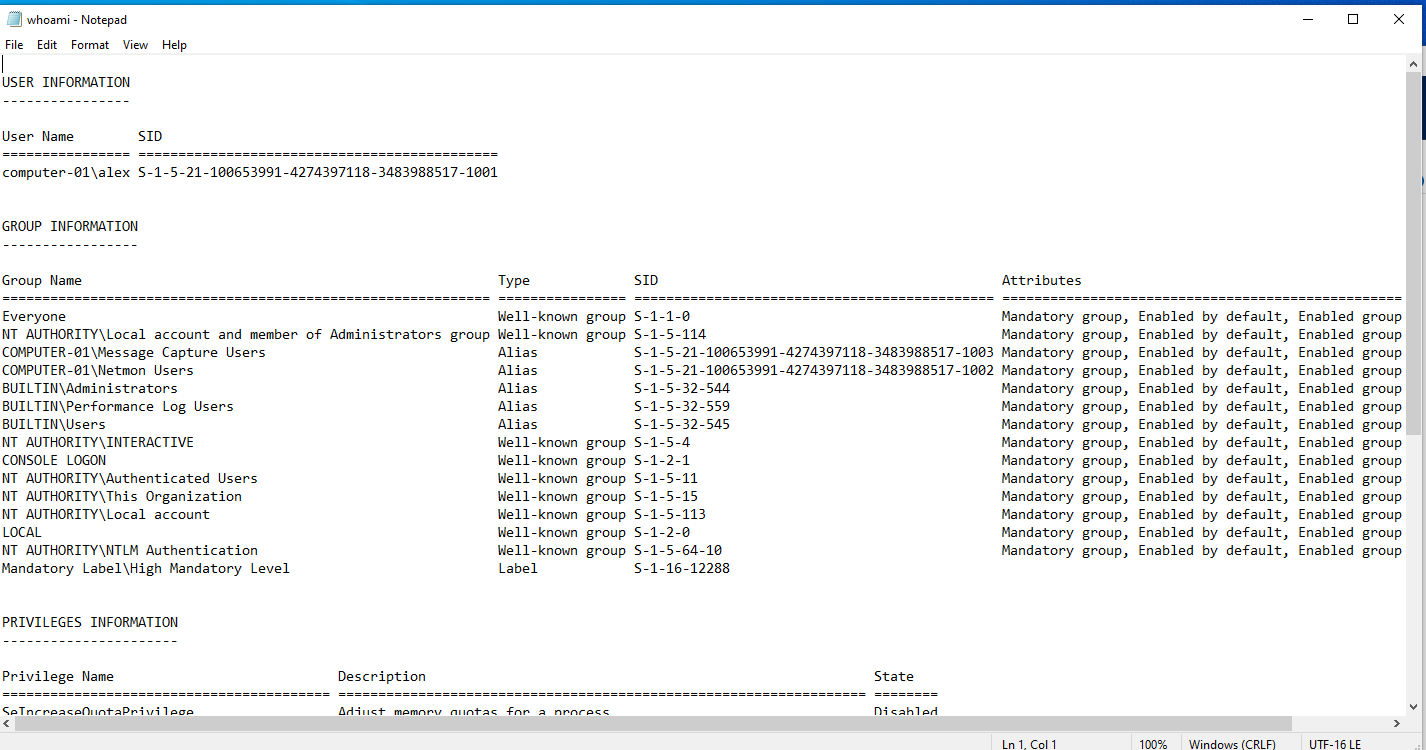 whoami - Notepad
File Edit Format View Help
USER INFORMATION
----------------
User Name        SID
================ =============================================
computer-01\alex S-1-5-21-100653991-4274397118-3483988517-1001
GROUP INFORMATION
-----------------
Group Name                                                    Type             SID                                           Attributes
============================================================= ================ ============================================= ==================================================
Everyone                                                      Well-known group S-1-1-0                                       Mandatory group, Enabled by default, Enabled group
NT AUTHORITY\Local account and member of Administrators group Well-known group S-1-5-114                                     Mandatory group, Enabled by default, Enabled group
COMPUTER-01\Message Capture Users                             Alias            S-1-5-21-100653991-4274397118-3483988517-1003 Mandatory group, Enabled by default, Enabled group
COMPUTER-01\Netmon Users                                      Alias            S-1-5-21-100653991-4274397118-3483988517-1002 Mandatory group, Enabled by default, Enabled group
BUILTIN\Administrators                                        Alias            S-1-5-32-544                                  Mandatory group, Enabled by default, Enabled group
BUILTIN\Performance Log Users                                 Alias            S-1-5-32-559                                  Mandatory group, Enabled by default, Enabled group
BUILTIN\Users                                                 Alias            S-1-5-32-545                                  Mandatory group, Enabled by default, Enabled group
NT AUTHORITY\INTERACTIVE                                      Well-known group S-1-5-4                                       Mandatory group, Enabled by default, Enabled group
CONSOLE LOGON                                                 Well-known group S-1-2-1                                       Mandatory group, Enabled by default, Enabled group
NT AUTHORITY\Authenticated Users                              Well-known group S-1-5-11                                      Mandatory group, Enabled by default, Enabled group
NT AUTHORITY\This Organization                                Well-known group S-1-5-15                                      Mandatory group, Enabled by default, Enabled group
NT AUTHORITY\Local account                                    Well-known group S-1-5-113                                     Mandatory group, Enabled by default, Enabled group
LOCAL                                                         Well-known group S-1-2-0                                       Mandatory group, Enabled by default, Enabled group
NT AUTHORITY\NTLM Authentication                              Well-known group S-1-5-64-10                                   Mandatory group, Enabled by default, Enabled group
Mandatory Label\High Mandatory Level                          Label            S-1-16-12288
PRIVILEGES INFORMATION
----------------------
Privilege Name                            Description                                                        State
========================================= ================================================================== ========
SeIncreaseQuotaPrivilege                  Adjust memory quotas for a process                                 Disabled
Ln 1, Col 1 100% Windows (CRLF) UTF-16 LE